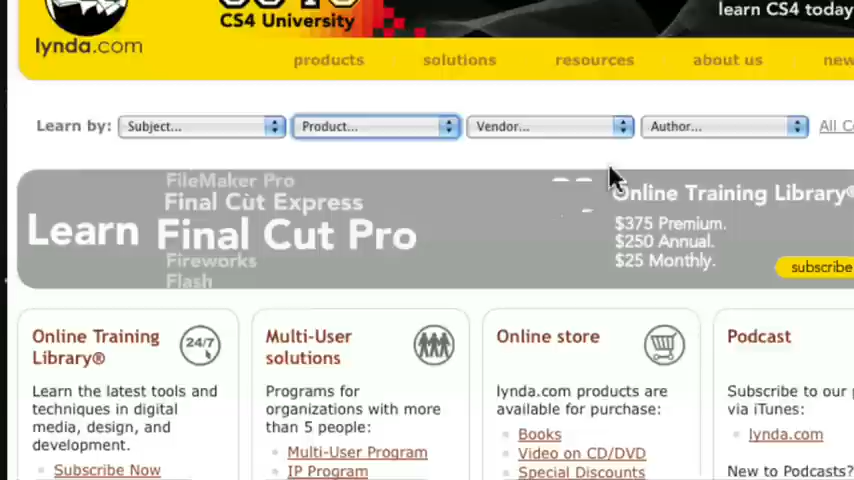 learn CS4 today
CS4 University
lynda.com
products solutions resources about us new
Learn by: Subject... Product... Vendor... Author... All C
FileMaker Pro
Final Cut Express
Learn Final Cut Pro
Fireworks
Flash
Online Training Library®
$375 Premium.
$250 Annual.
$25 Monthly.
subscribe
Online Training
Library®
24/7
Learn the latest tools and
techniques in digital
media, design, and
development.
Subscribe Now
Multi-User
solutions
Programs for
organizations with more
than 5 people:
Multi-User Program
IP Program
Online store
lynda.com products are
available for purchase:
Books
Video on CD/DVD
Special Discounts
Podcast
Subscribe to our
via iTunes:
lynda.com
New to Podcasts?